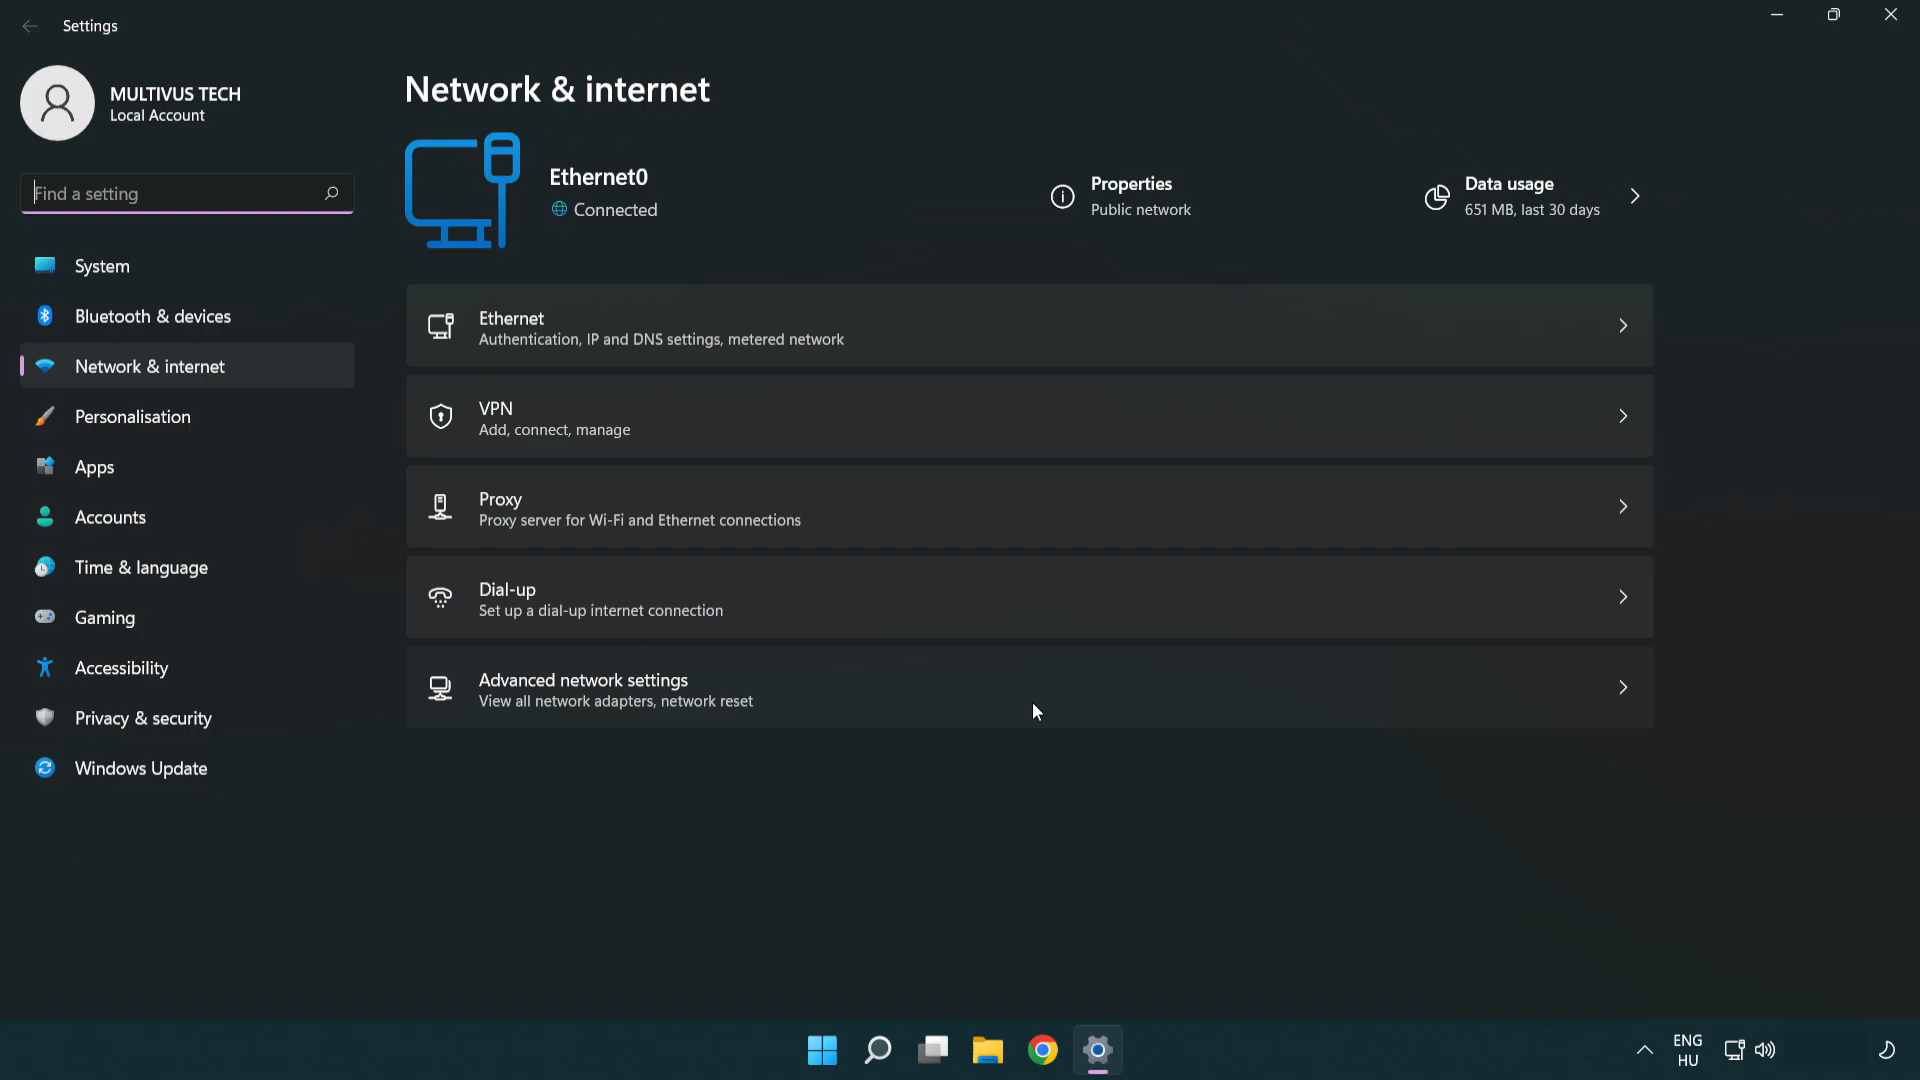 Settings
MULTIVUS TECH
Local Account
Find a setting
System
Bluetooth & devices
Network & internet
Personalisation
Apps
Accounts
Time & language
Gaming
Accessibility
Privacy & security
Windows Update
Network & internet
Ethernet0
Connected
Properties
Public network
Data usage
651 MB, last 30 days
Ethernet
Authentication, IP and DNS settings, metered network
VPN
Add, connect, manage
Proxy
Proxy server for Wi-Fi and Ethernet connections
Dial-up
Set up a dial-up internet connection
Advanced network settings
View all network adapters, network reset
ENG
HU